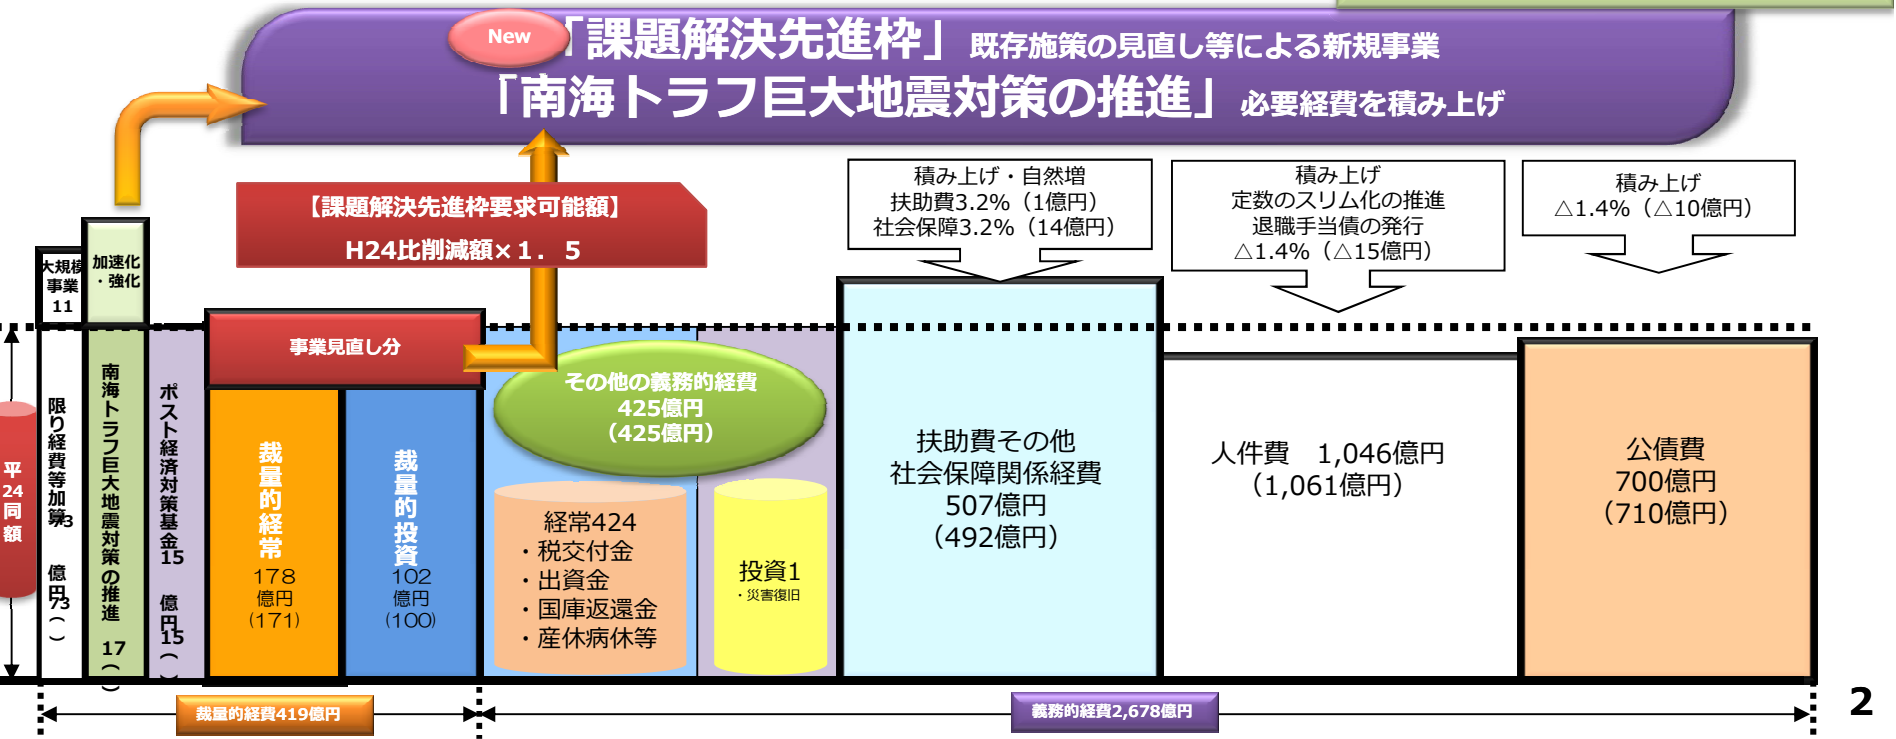 New
「課題解決先進枠」既存施策の見直し等による新規事業
「南海トラフ巨大地震対策の推進」必要経費を積み上げ
【課題解決先進枠要求可能額】
H24比削減額×１．５
積み上げ・自然増
扶助費3.2%（1億円）
社会保障3.2%（14億円）
積み上げ
定数のスリム化の推進
退職手当債の発行
△1.4%（△15億円）
積み上げ
△1.4%（△10億円）
大規模
事業
11
加速化
・強化
事業見直し分
平
24
同
額
限り経費等加算73億円73（）
南海トラフ巨大地震対策の推進17（）
ポスト経済対策基金15億円15（）
裁量的経常
178
億円
(171)
裁量的投資
102
億円
(100)
その他の義務的経費
425億円
（425億円）
経常424
・税交付金
・出資金
・国庫返還金
・産休病休等
投資1
・災害復旧
扶助費その他
社会保障関係経費
507億円
（492億円）
人件費　1,046億円
（1,061億円）
公債費
700億円
（710億円）
裁量的経費419億円
義務的経費2,678億円
2